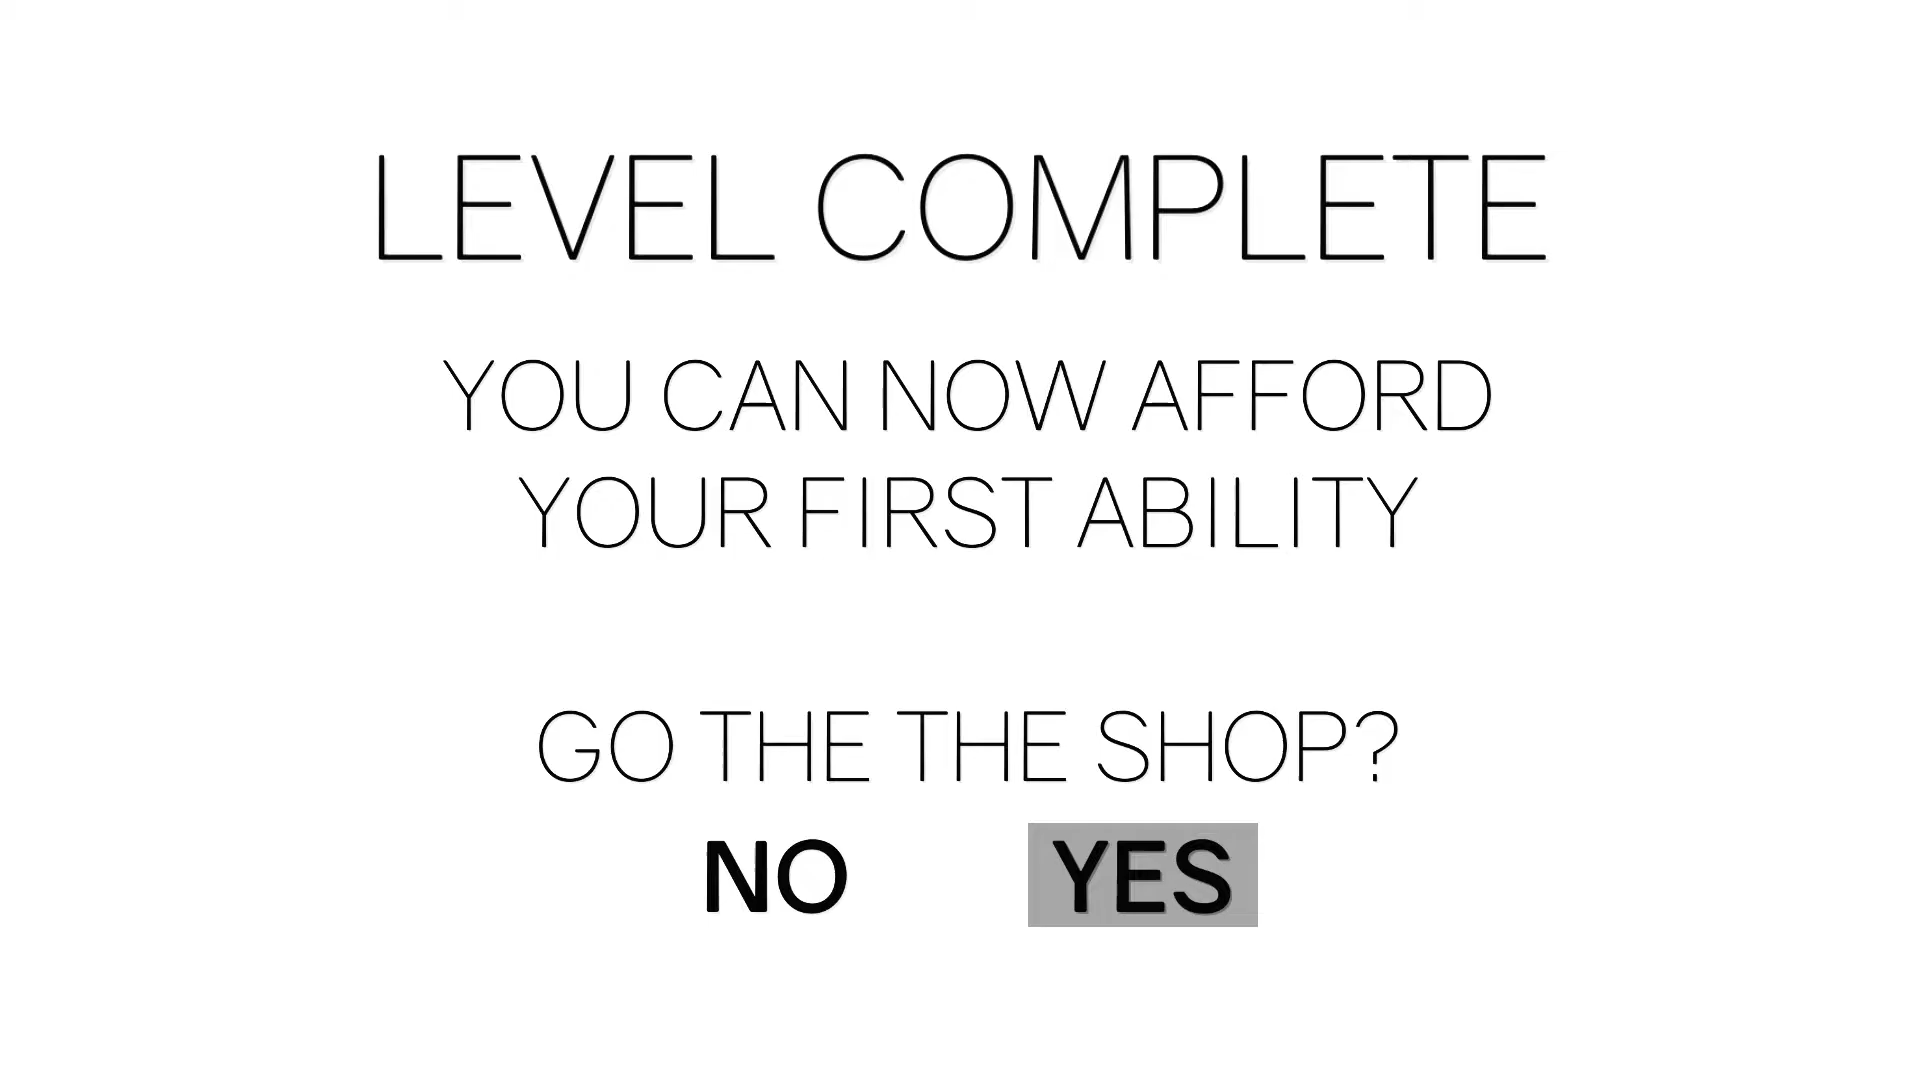 LEVEL COMPLETE
YOU CAN NOW AFFORD
YOUR FIRST ABILITY
GO THE THE SHOP?
NO YES